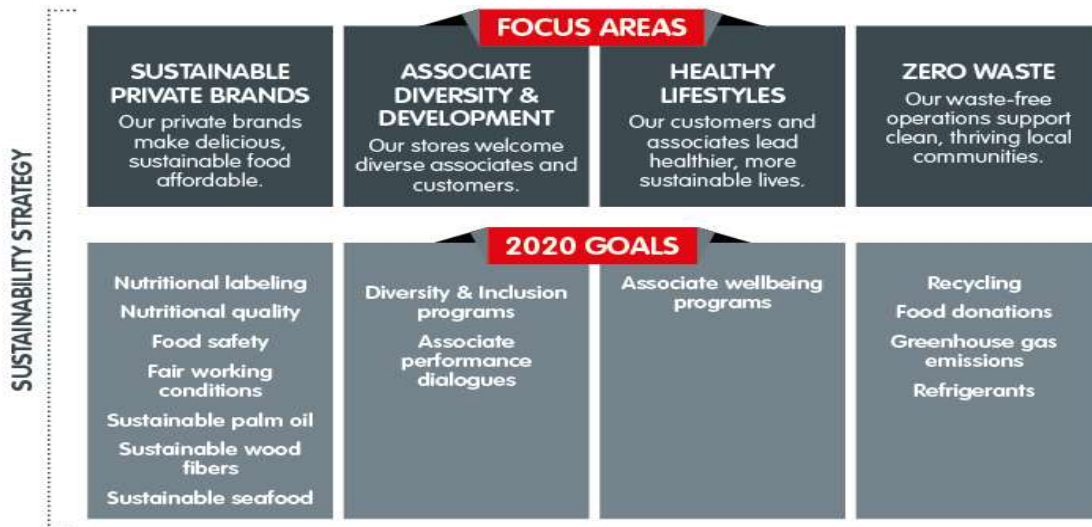 SUSTAINABILITY STRATEGY
FOCUS AREAS
SUSTAINABLE
PRIVATE BRANDS
Our private brands
make delicious,
sustainable food
affordable.
ASSOCIATE
DIVERSITY &
DEVELOPMENT
Our stores welcome
diverse associates and
customers.
HEALTHY
LIFESTYLES
Our customers and
associates lead
healthier, more
sustainable lives.
ZERO WASTE
Our waste-free
operations support
clean, thriving local
communities.
2020 GOALS
Nutritional labeling
Nutritional quality
Food safety
Fair working
conditions
Sustainable palm oil
Sustainable wood
fibers
Sustainable seafood
Diversity & Inclusion
programs
Associate
performance
dialogues
Associate wellbeing
programs
Recycling
Food donations
Greenhouse gas
emissions
Refrigerants